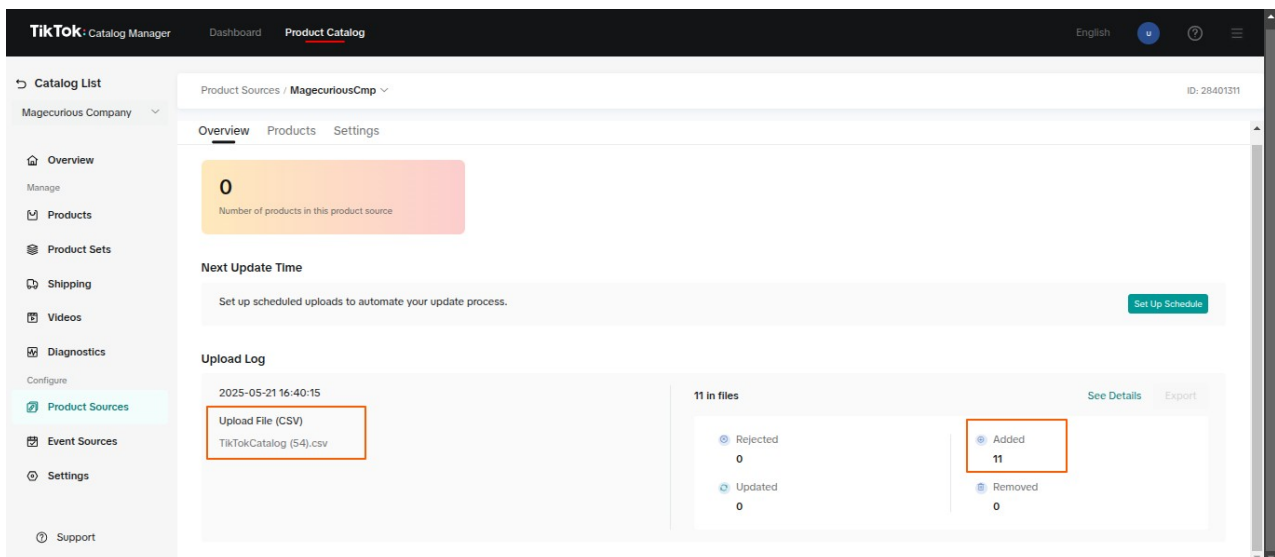 TikTok: Catalog Manager Dashboard Product Catalog English U
Catalog List
Magecurious Company
Overview
Manage
Products
Product Sets
Shipping
Videos
Diagnostics
Configure
Product Sources
Event Sources
Settings
Support
Product Sources / MagecuriousCmp ID: 28401311
Overview Products Settings
0
Number of products in this product source
Next Update Time
Set up scheduled uploads to automate your update process. Set Up Schedule
Upload Log
2025-05-21 16:40:15
Upload File (CSV)
TikTokCatalog (54).csv
11 in files See Details Export
Rejected
0
Added
11
Updated
0
Removed
0